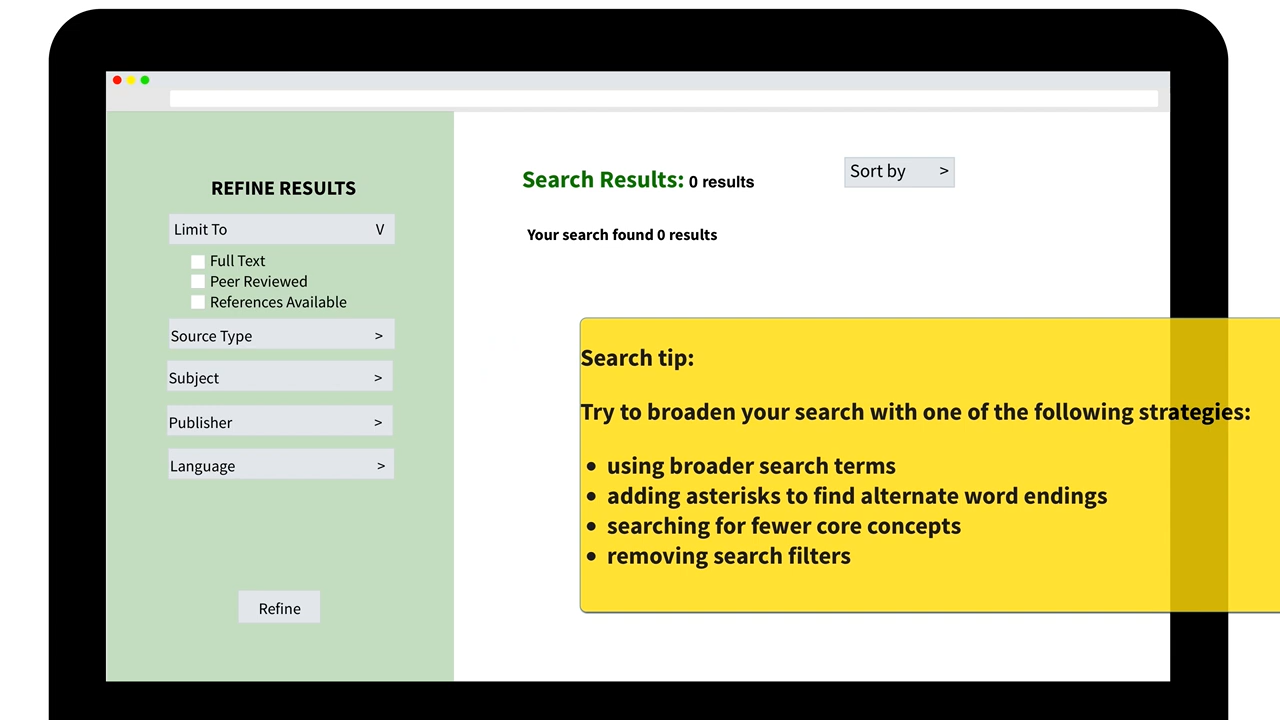 REFINE RESULTS
Limit To V
Full Text
Peer Reviewed
References Available
Source Type >
Subject >
Publisher >
Language >
Refine
Search Results: 0 results
Sort by >
Your search found 0 results
Search tip:
Try to broaden your search with one of the following strategies:
• using broader search terms
• adding asterisks to find alternate word endings
• searching for fewer core concepts
• removing search filters